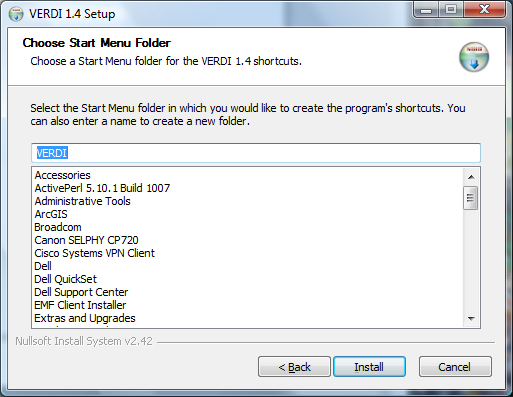 VERDI 1.4 Setup
Choose Start Menu Folder
Choose a Start Menu folder for the VERDI 1.4 shortcuts.
Select the Start Menu folder in which you would like to create the program's shortcuts. You
can also enter a name to create a new folder.
VERDI
Accessories
ActivePerl 5.10.1 Build 1007
Administrative Tools
ArcGIS
Broadcom
Canon SELPHY CP720
Cisco Systems VPN Client
Dell
Dell QuickSet
Dell Support Center
EMF Client Installer
Extras and Upgrades
Nullsoft Install System v2.42
< Back
Install
Cancel